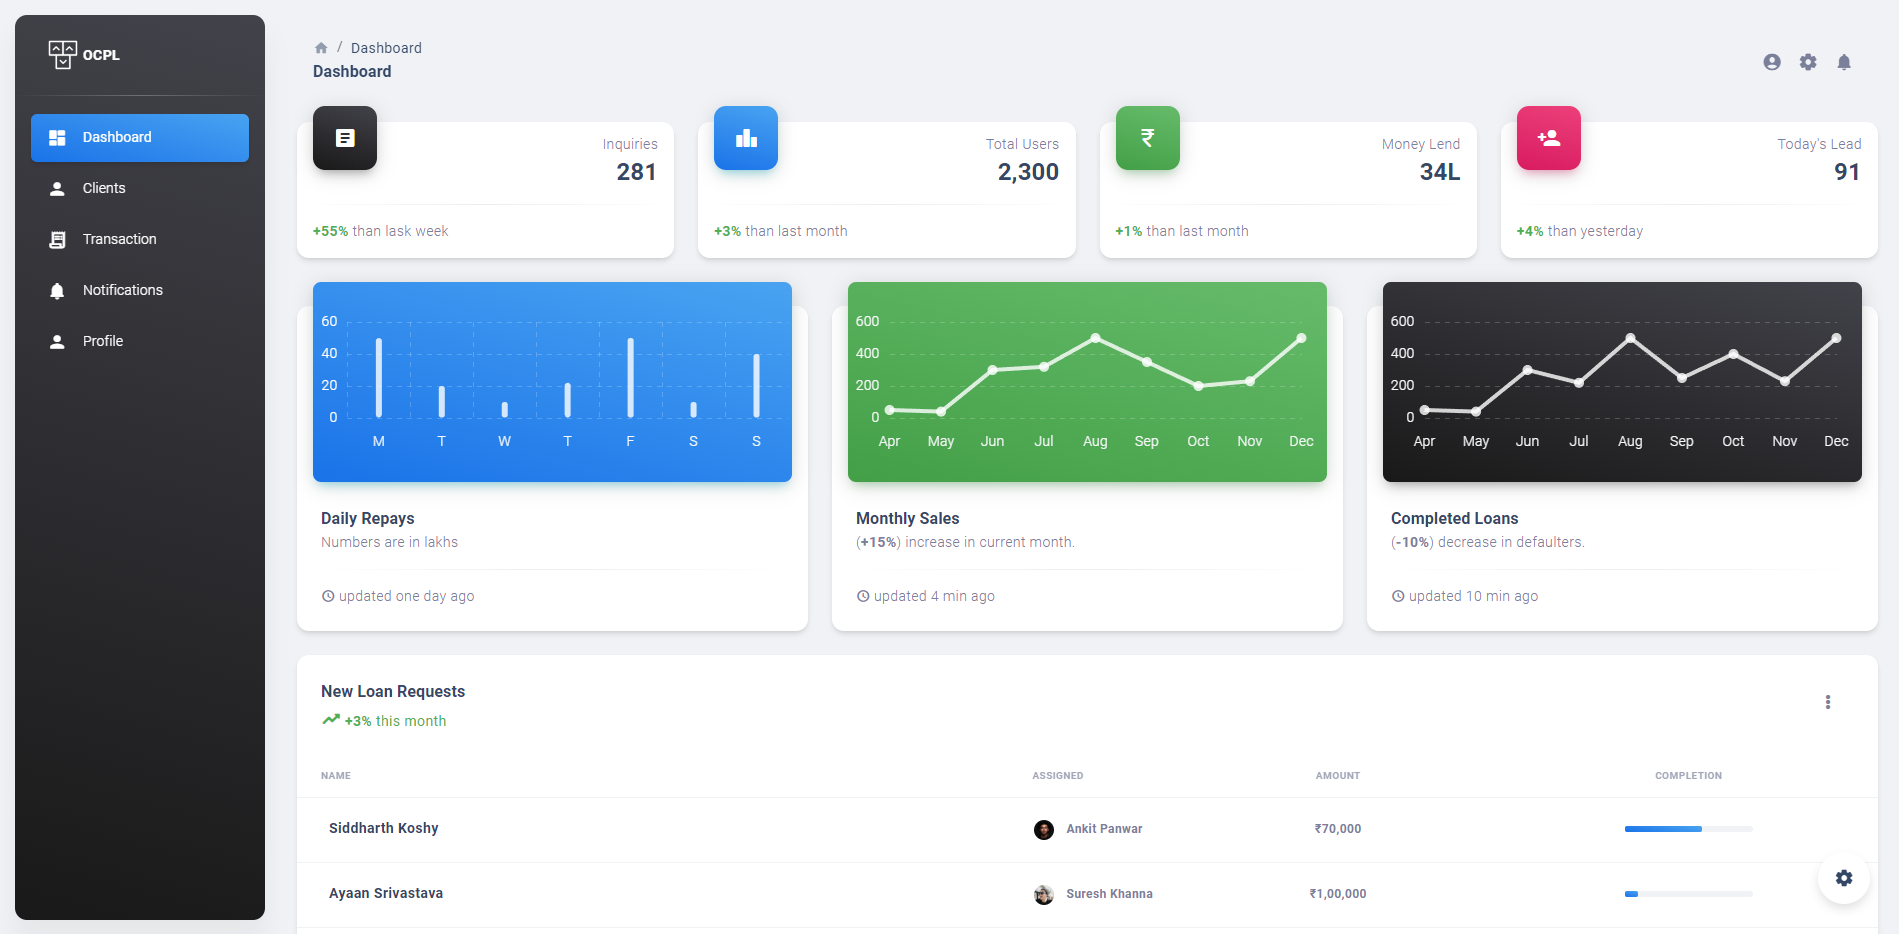 OCPL
Dashboard
Clients
Transaction
Notifications
Profile
/ Dashboard
Dashboard
Inquiries
281
+55% than lask week
Total Users
2,300
+3% than last month
₹
Money Lend
34L
+1% than last month
Today's Lead
91
+4% than yesterday
60
40
20
0
M T W T F S S
Daily Repays
Numbers are in lakhs
updated one day ago
600
400
200
0
Apr May Jun Jul Aug Sep Oct Nov Dec
Monthly Sales
(+15%) increase in current month.
updated 4 min ago
600
400
200
0
Apr May Jun Jul Aug Sep Oct Nov Dec
Completed Loans
(-10%) decrease in defaulters.
updated 10 min ago
New Loan Requests
+3% this month
NAME ASSIGNED AMOUNT COMPLETION
Siddharth Koshy Ankit Panwar ₹70,000
Ayaan Srivastava Suresh Khanna ₹1,00,000